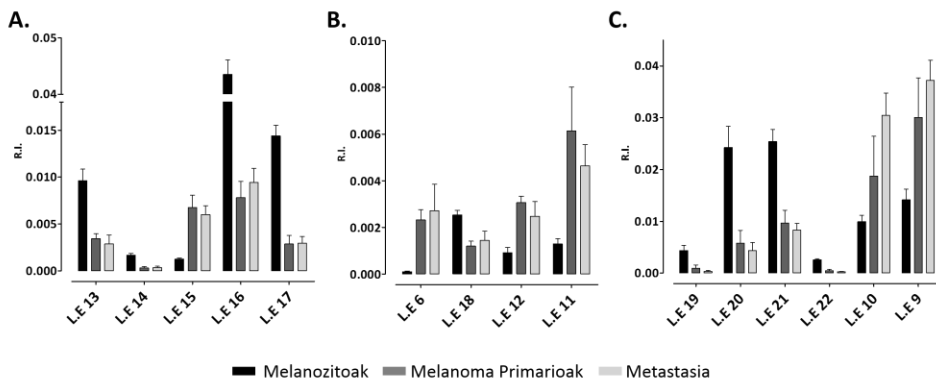 A.
B.
C.
R.I.
0.05
0.04
0.015
0.010
0.005
0.000
L.E 13
L.E 14
L.E 15
L.E 16
L.E 17
R.I.
0.010
0.008
0.006
0.004
0.002
0.000
L.E 6
L.E 18
L.E 12
L.E 11
R.I.
0.04
0.03
0.02
0.01
0.00
L.E 19
L.E 20
L.E 21
L.E 22
L.E 10
L.E 9
Melanozitoak Melanoma Primarioak Metastasia